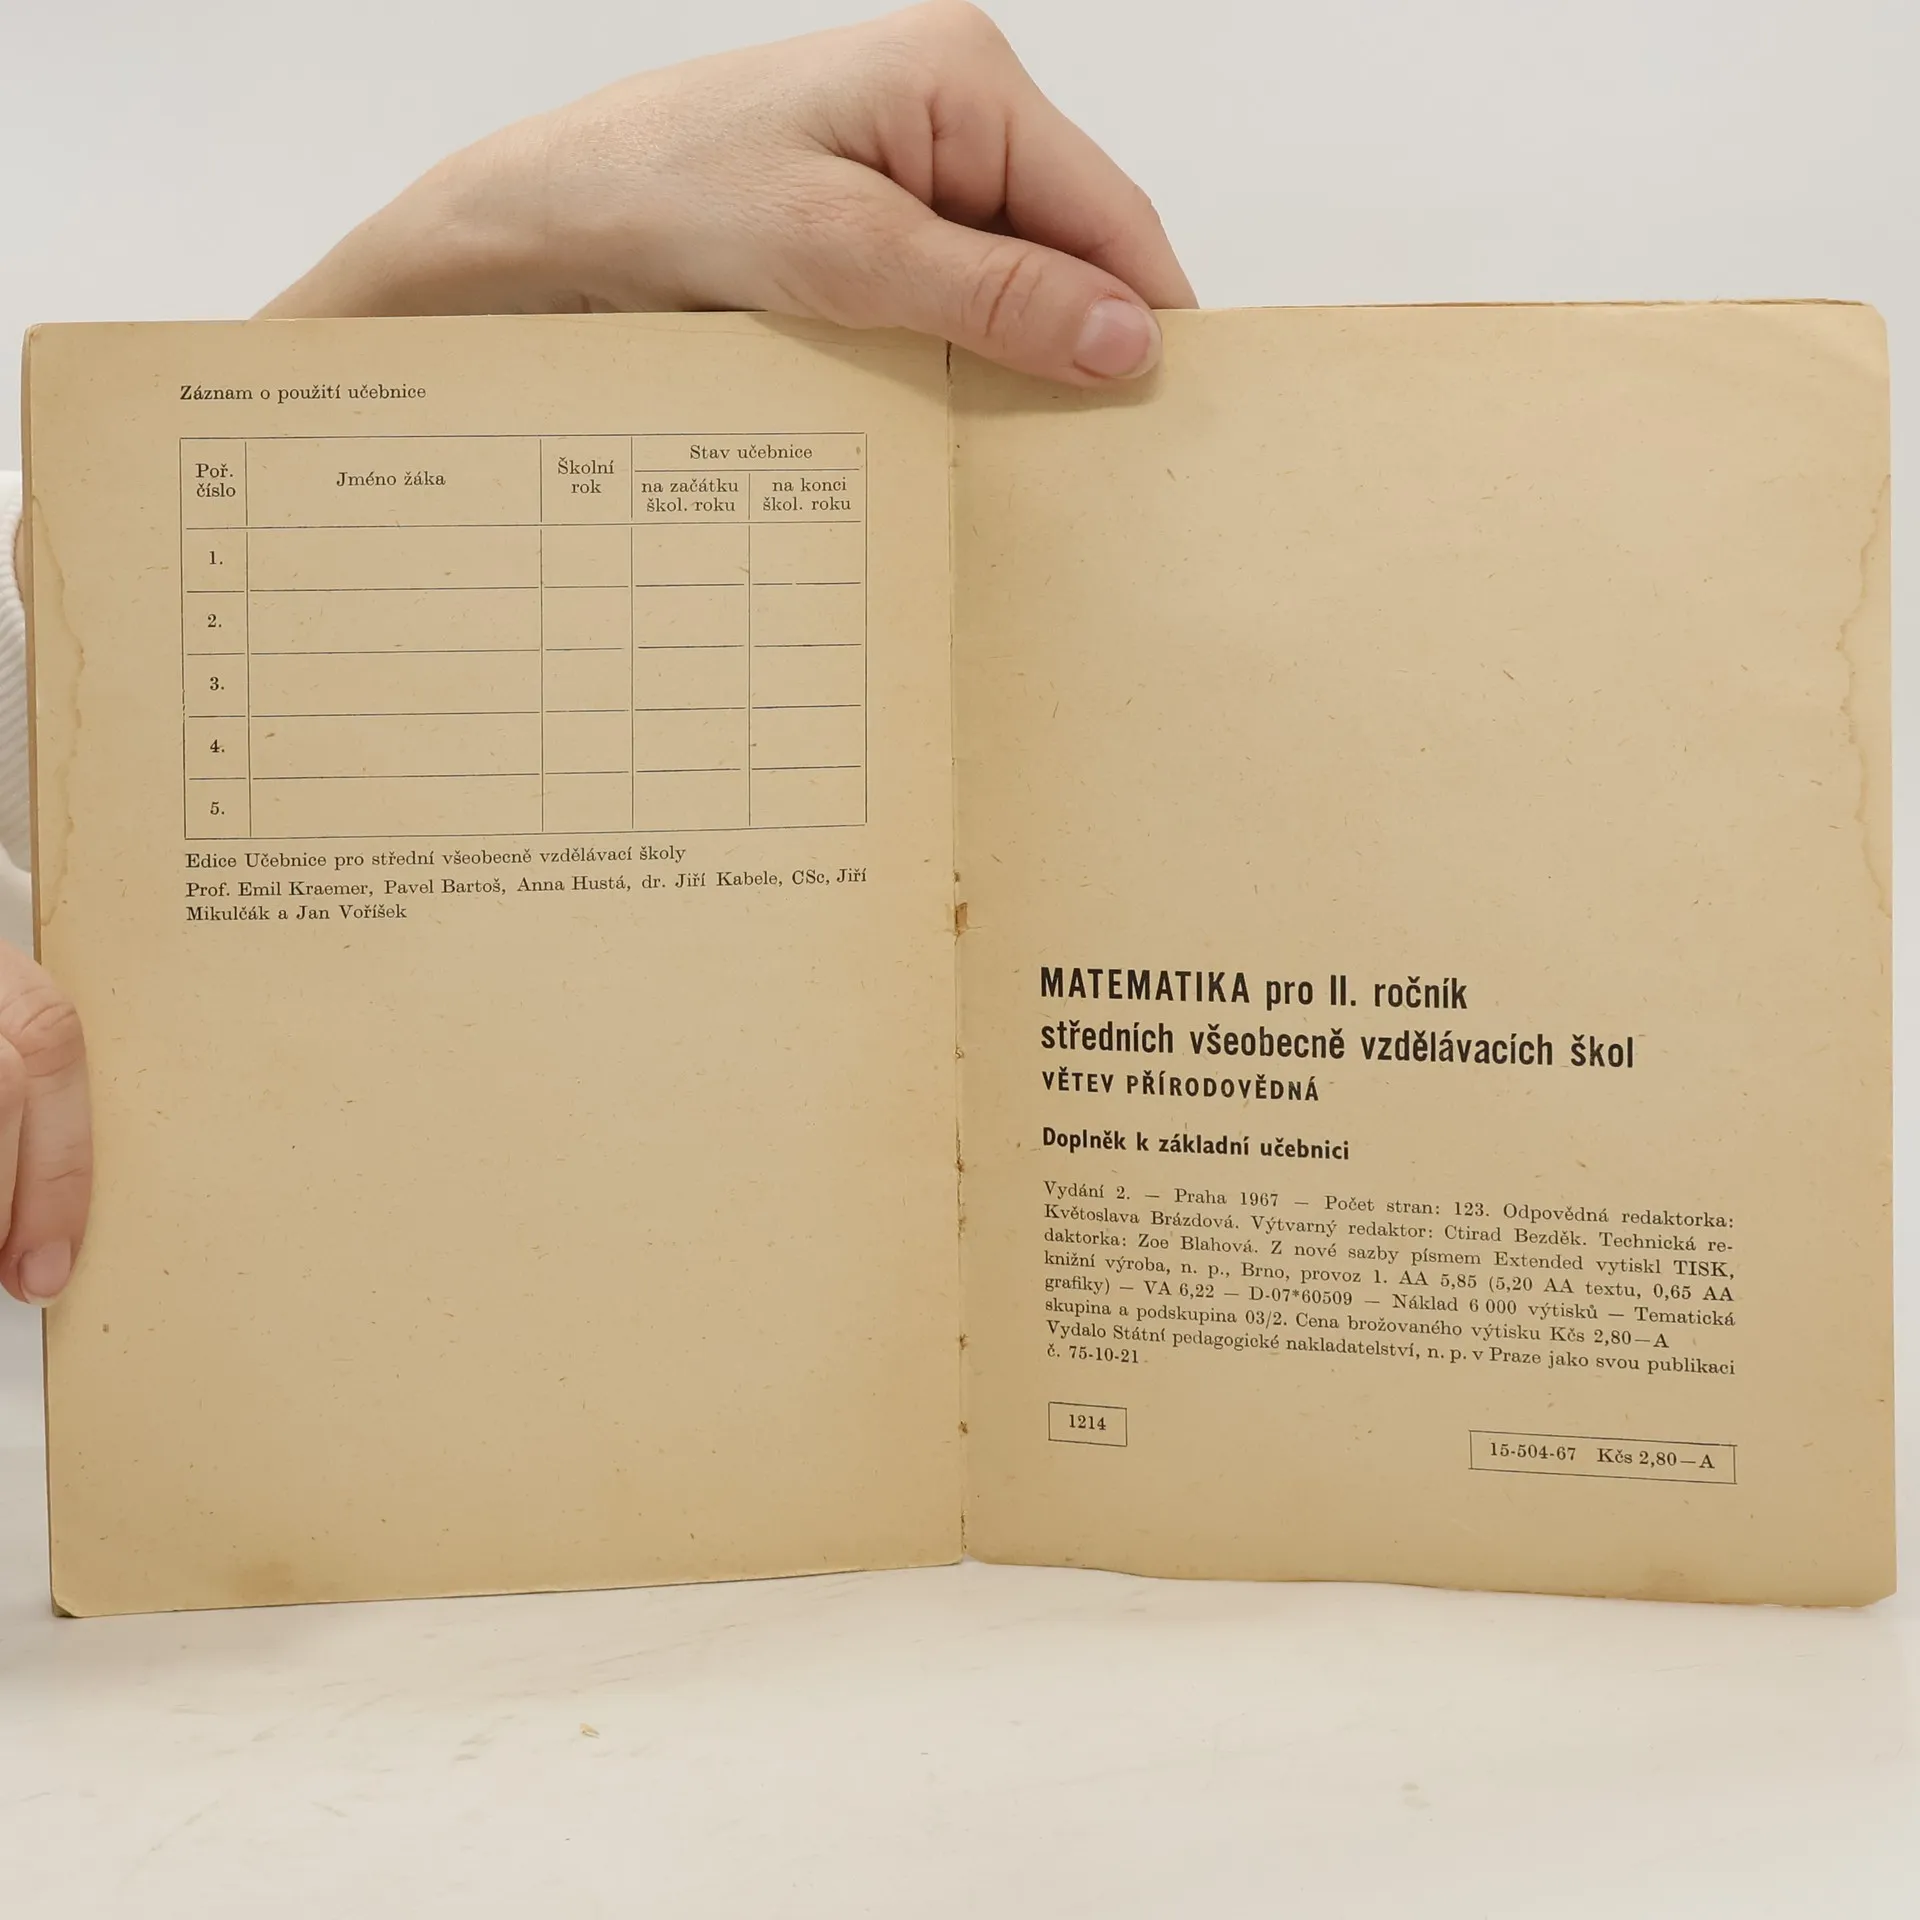 Záznam o použití učebnice
Poř. číslo
Jméno žáka
Školní rok
Stav učebnice
na začátku škol. roku
na konci škol. roku
1.
2.
3.
4.
5.
Edice Učebnice pro střední všeobecně vzdělávací školy
Prof. Emil Kraemer, Pavel Bartoš, Anna Hustá, dr. Jiří Kabele, CSc, Jiří
Mikulčák a Jan Voříšek
MATEMATIKA pro II. ročník
středních všeobecně vzdělávacích škol
VĚTEV PŘÍRODOVĚDNÁ
Doplněk k základní učebnici
Vydání 2. — Praha 1967 — Počet stran: 123. Odpovědná redaktorka:
Květoslava Brázdová. Výtvarný redaktor: Ctirad Bezděk. Technická re-
daktorka: Zoe Blahová. Z nové sazby písmem Extended vytiskl TISK,
knižní výroba, n. p., Brno, provoz 1. AA 5,85 (5,20 AA textu, 0,65 AA
grafiky) — VA 6,22 — D-07*60509 — Náklad 6 000 výtisků — Tematická
skupina a podskupina 03/2. Cena brožovaného výtisku Kčs 2,80—A
Vydalo Státní pedagogické nakladatelství, n. p. v Praze jako svou publikaci
č. 75-10-21
1214
15-504-67 Kčs 2,80—A